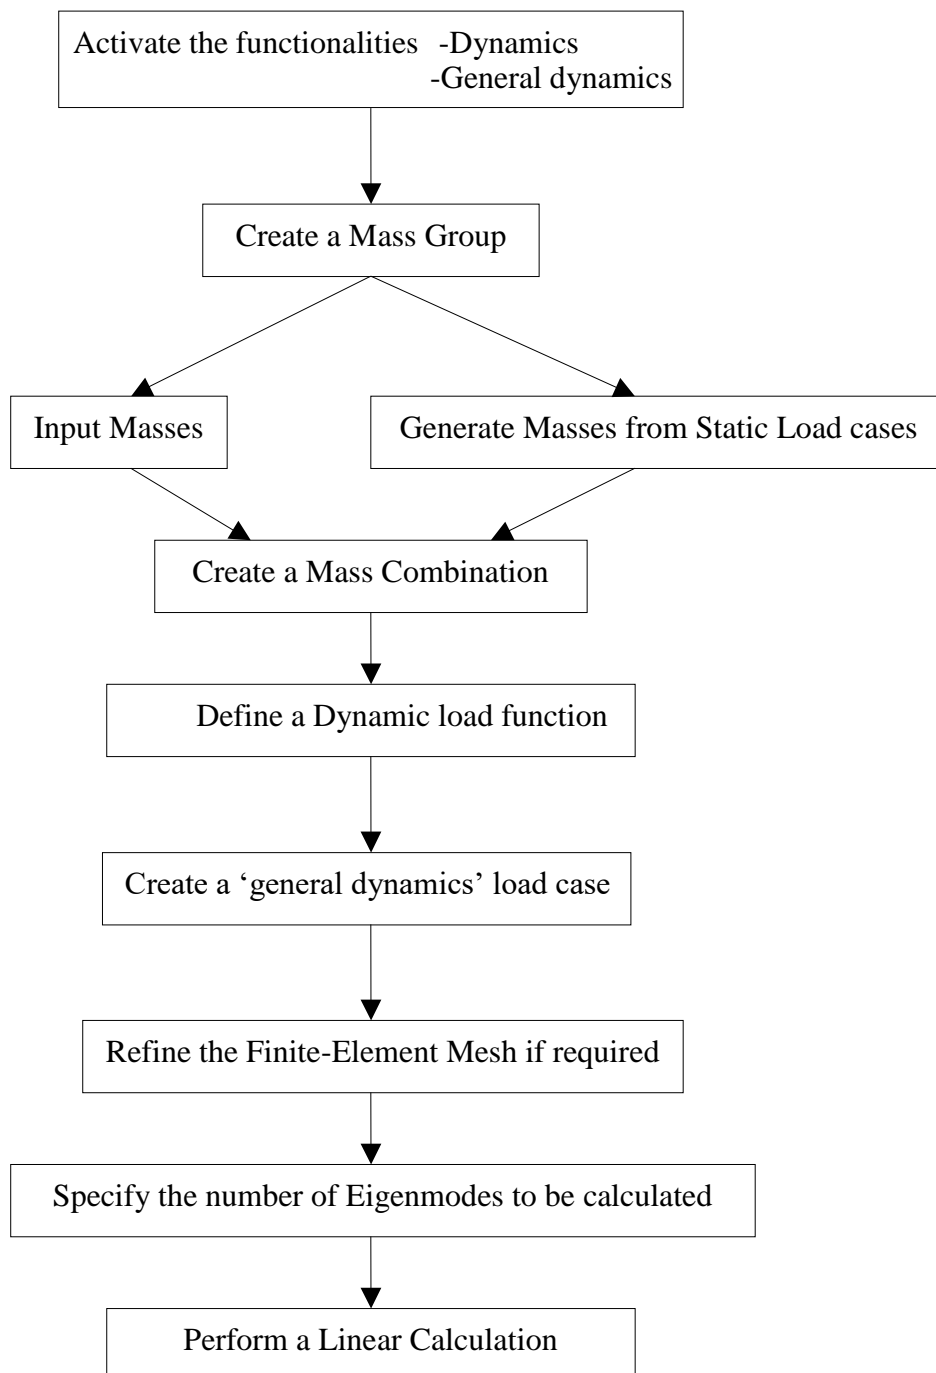 Activate the functionalities -Dynamics
-General dynamics
Create a Mass Group
Input Masses
Generate Masses from Static Load cases
Create a Mass Combination
Define a Dynamic load function
Create a ‘general dynamics’ load case
Refine the Finite-Element Mesh if required
Specify the number of Eigenmodes to be calculated
Perform a Linear Calculation